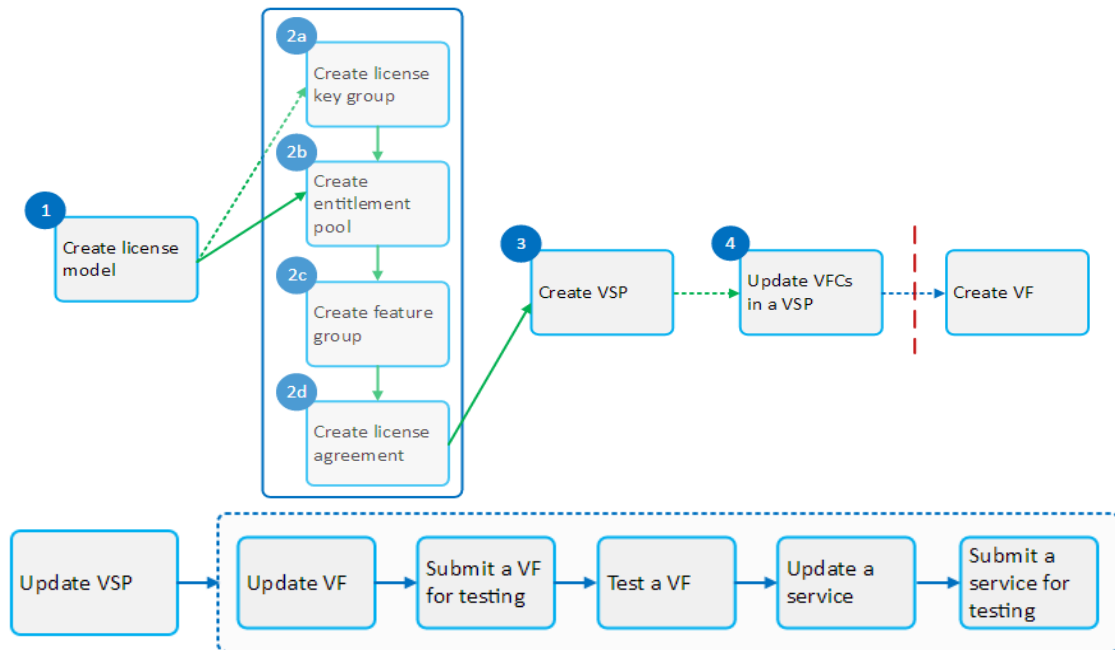 2a
Create license
key group
2b
Create
entitlement
pool
1
Create license
model
2c
Create feature
group
2d
Create license
agreement
3
Create VSP
4
Update VFCs
in a VSP
Create VF
Update VSP
Update VF
Submit a VF
for testing
Test a VF
Update a
service
Submit a
service for
testing